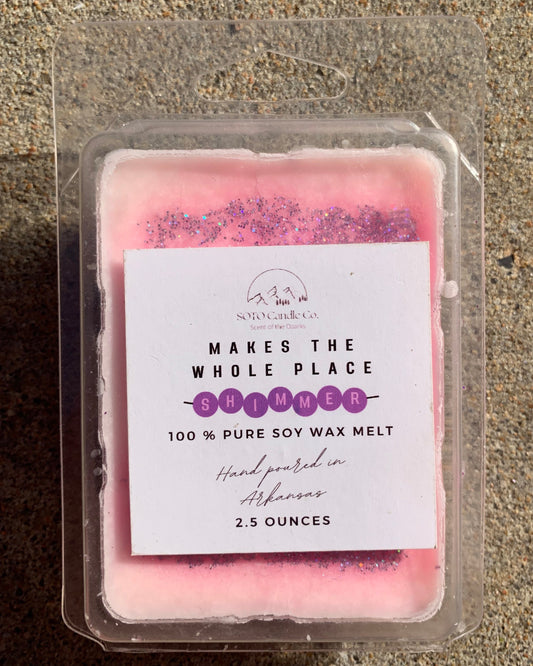 SOTO Candle Co.
Scent of the Ozarks
MAKES THE
WHOLE PLACE
SHIMMER
100 % PURE SOY WAX MELT
Hand poured in
Arkansas
2.5 OUNCES